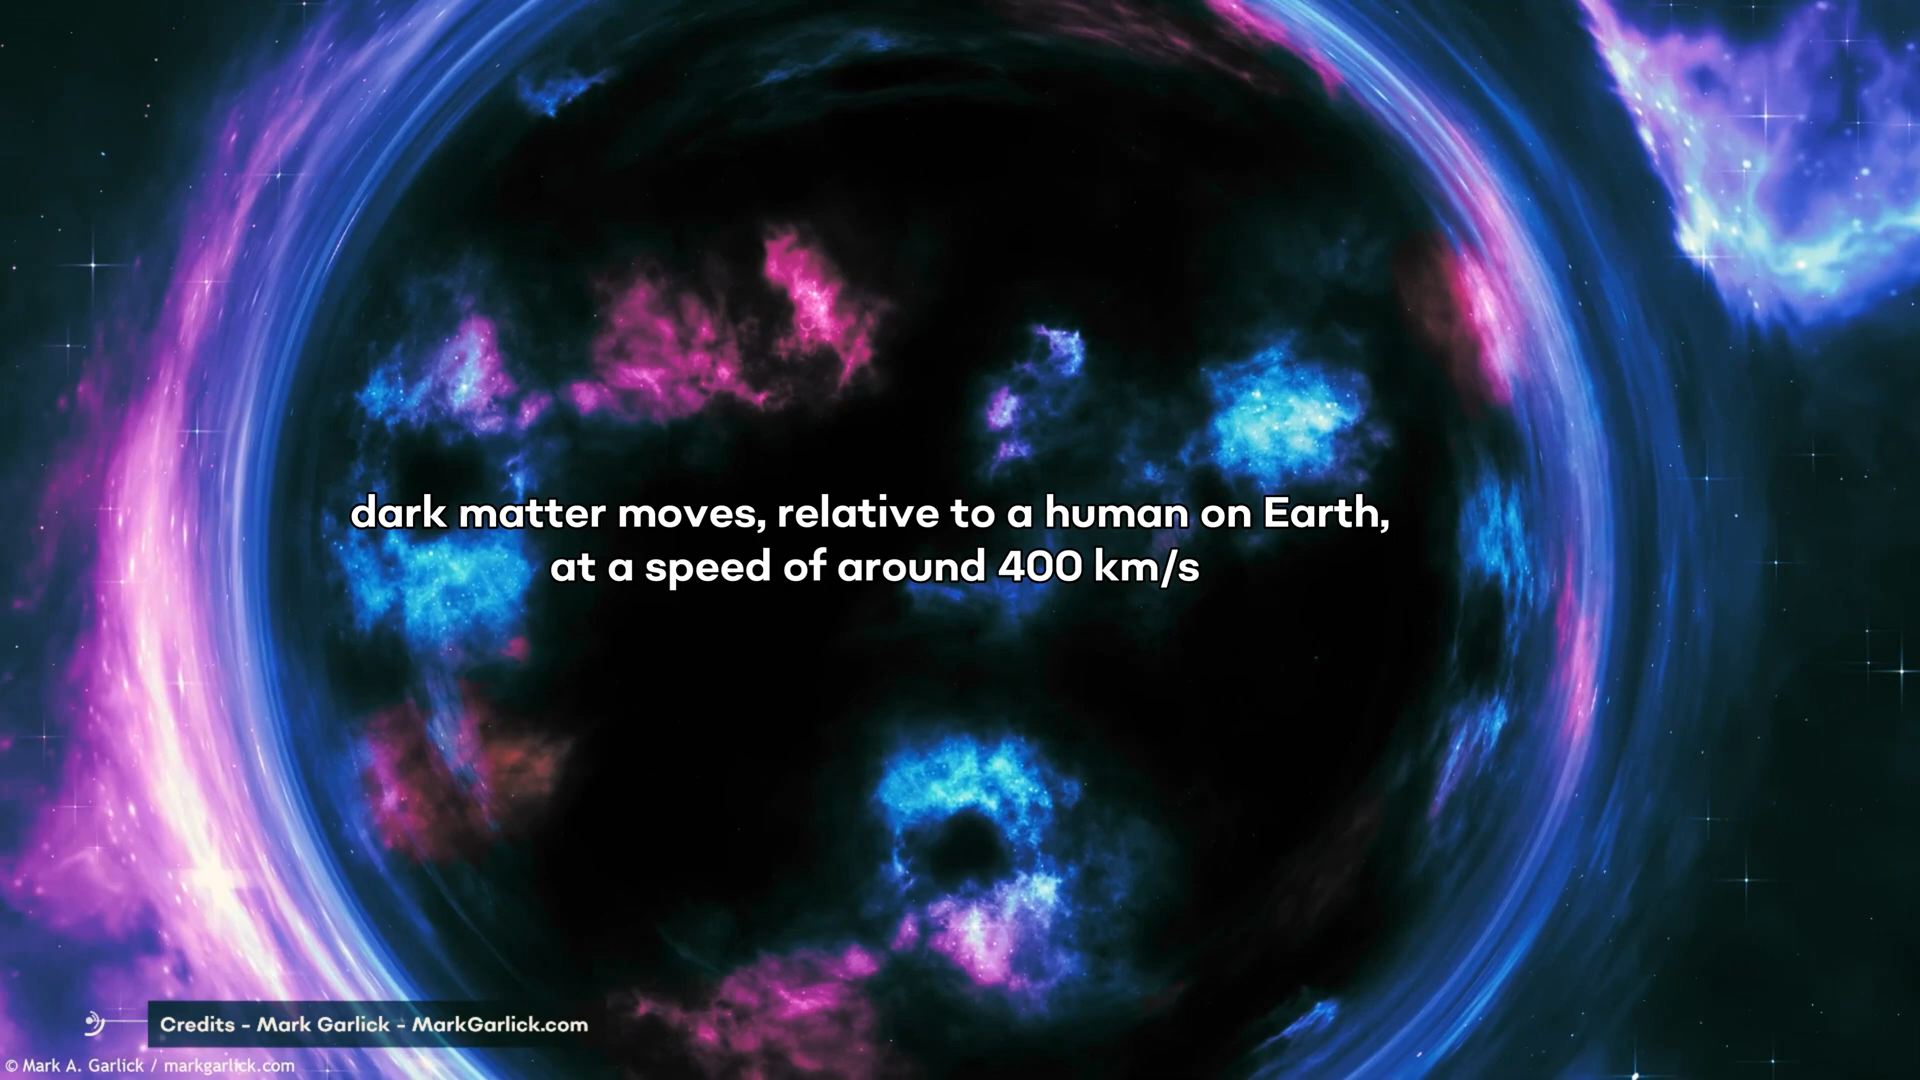 dark matter moves, relative to a human on Earth,
at a speed of around 400 km/s
Credits - Mark Garlick - MarkGarlick.com
© Mark A. Garlick / markgarlick.com